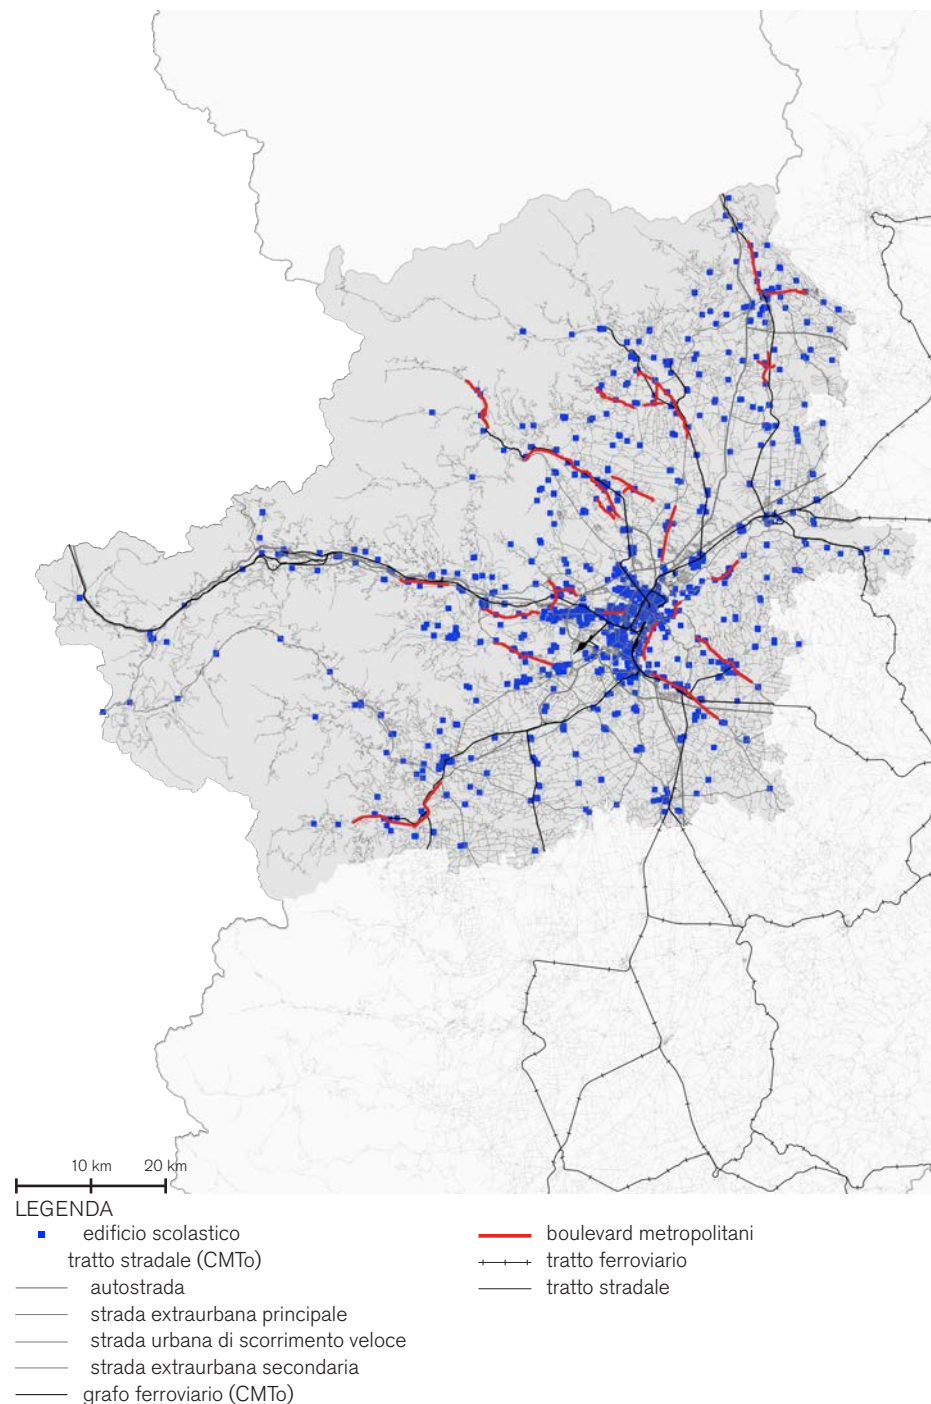 10 km 20 km
LEGENDA
edificio scolastico
tratto stradale (CMTo)
autostrada
strada extraurbana principale
strada urbana di scorrimento veloce
strada extraurbana secondaria
grafo ferroviario (CMTo)
boulevard metropolitani
tratto ferroviario
tratto stradale